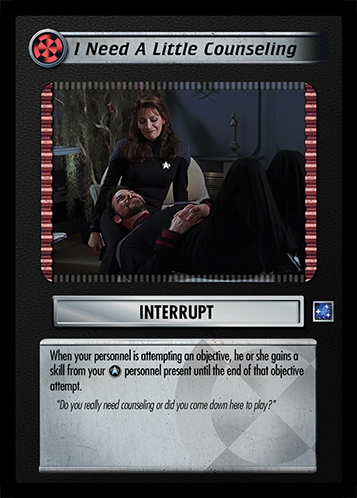 I Need A Little Counseling
INTERRUPT
When your personnel is attempting an objective, he or she gains a
skill from your personnel present until the end of that objective
attempt.
"Do you really need counseling or did you come down here to play?"